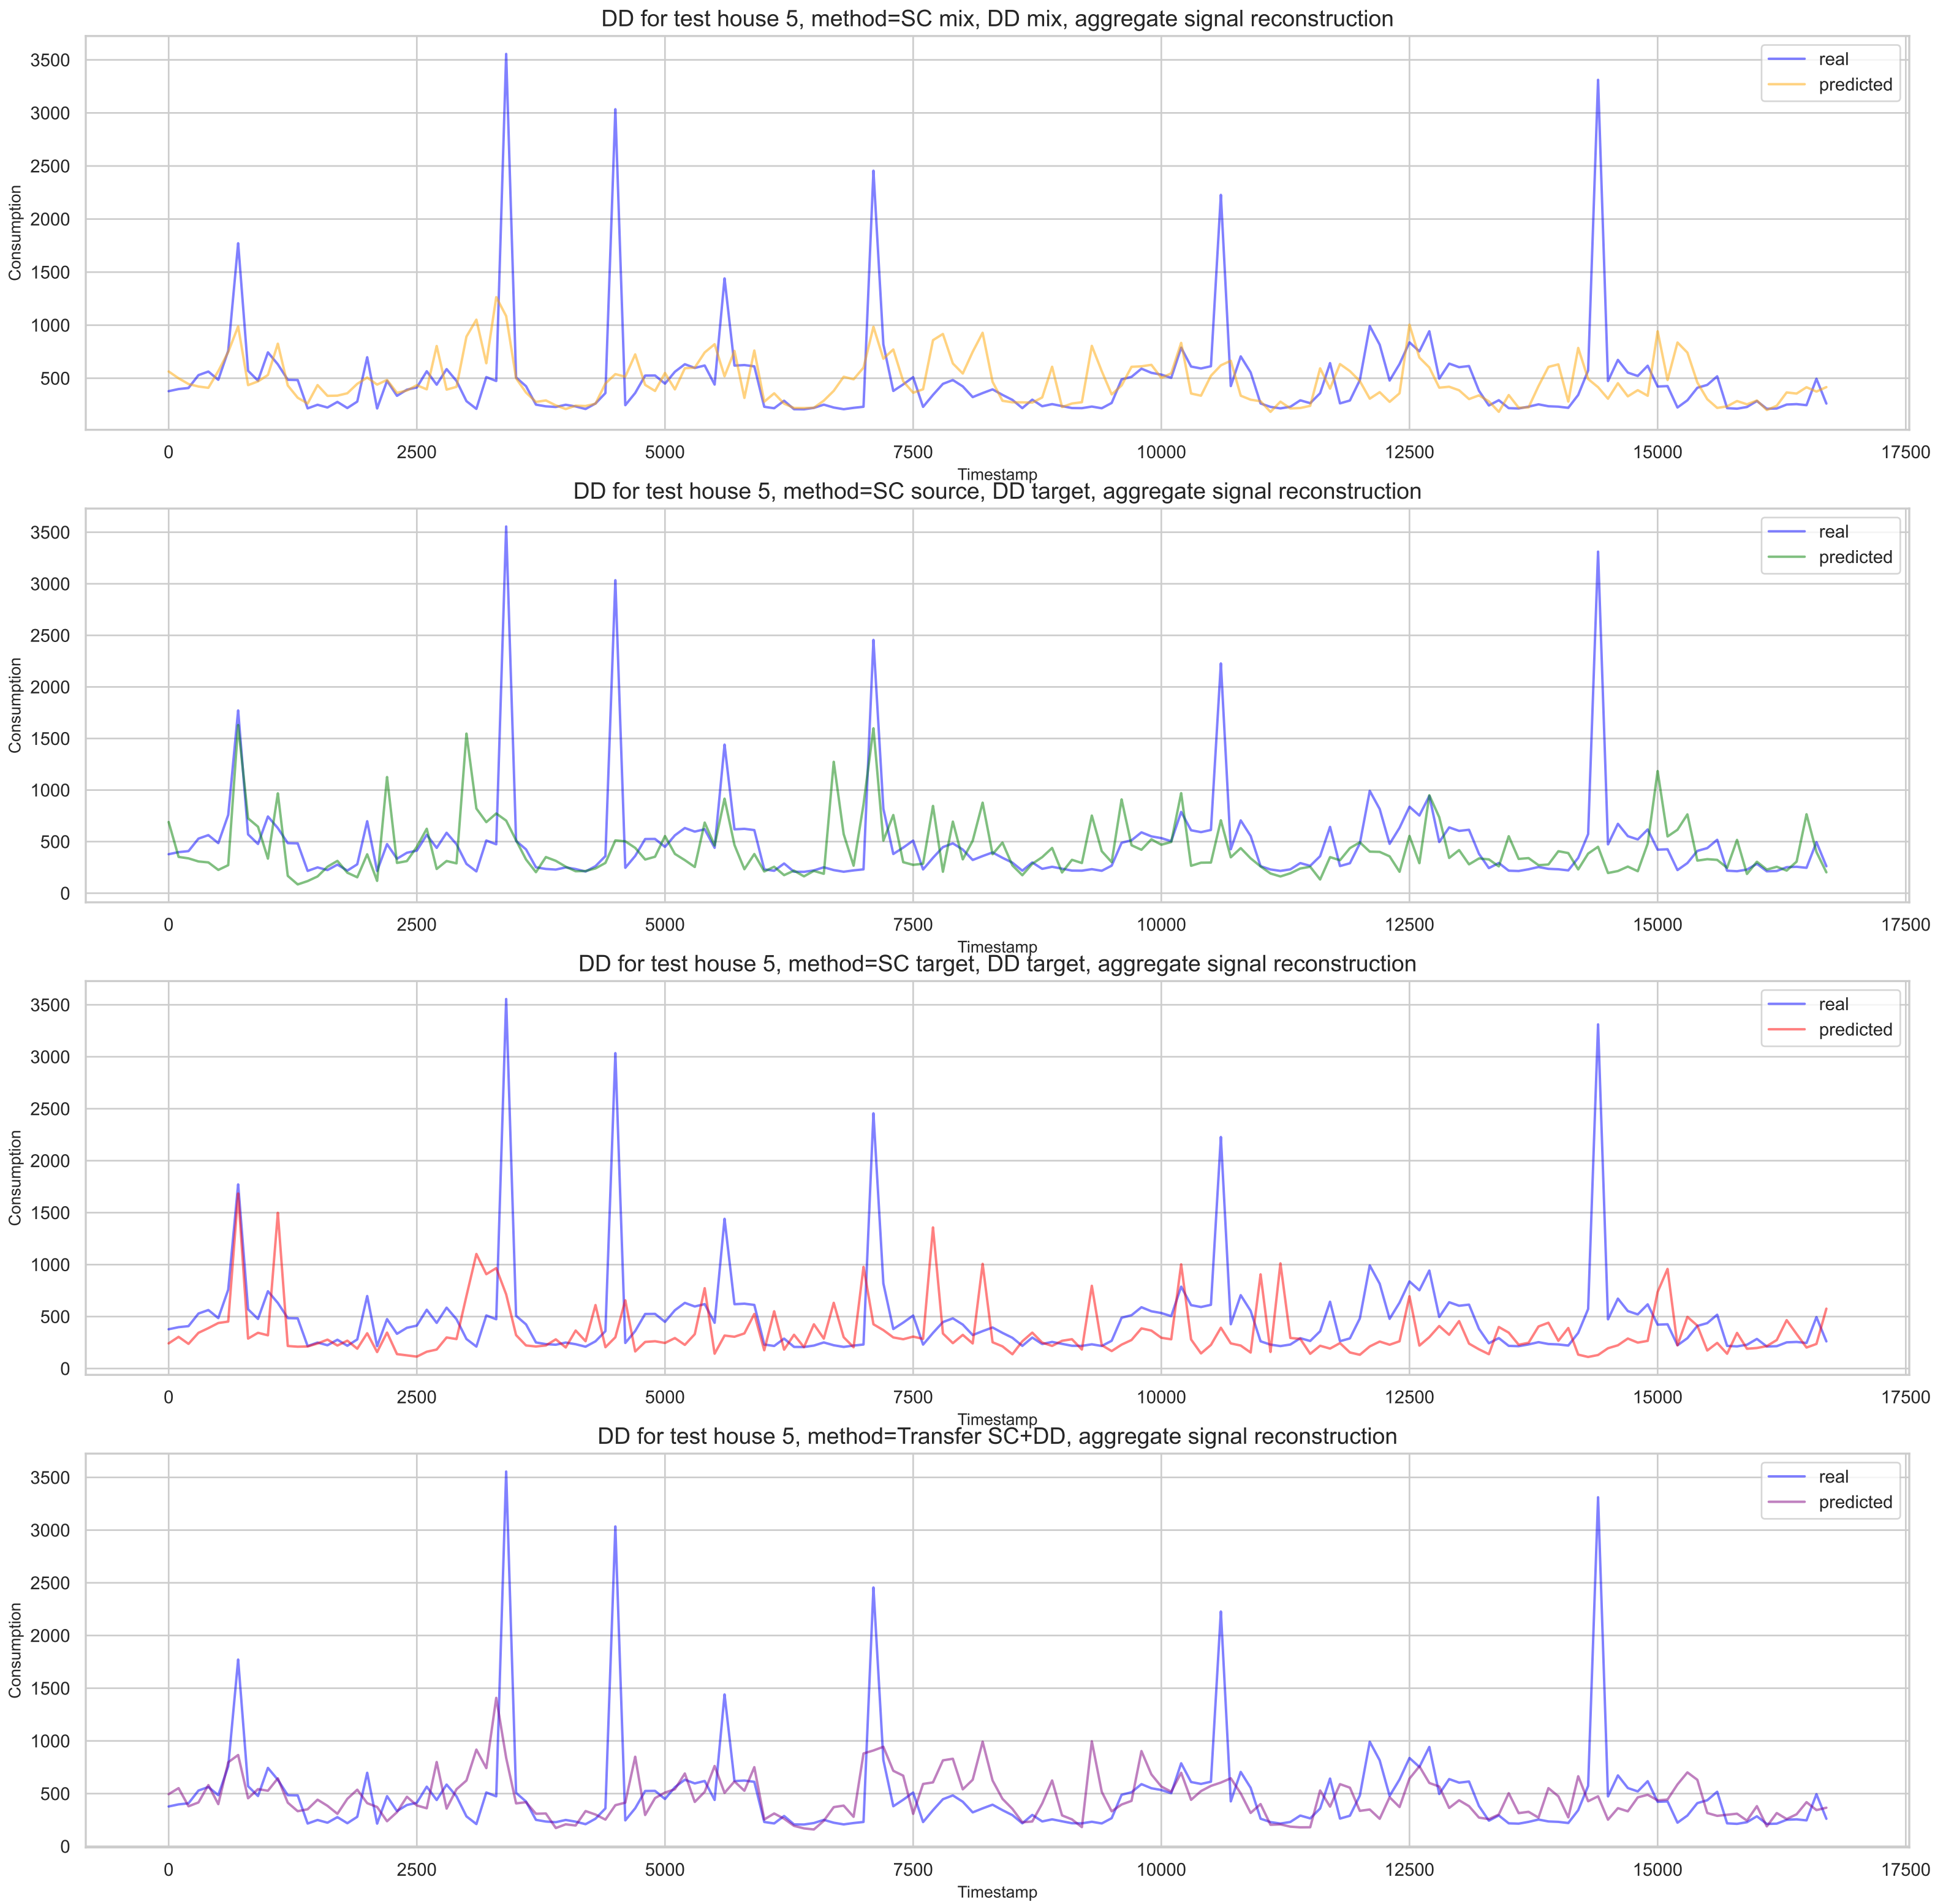 DD for test house 5, method=SC mix, DD mix, aggregate signal reconstruction
3500
3000
2500
2000
1500
1000
500
Consumption
real
predicted
0 2500 5000 7500 10000 12500 15000 17500
Timestamp
DD for test house 5, method=SC source, DD target, aggregate signal reconstruction
3500
3000
2500
2000
1500
1000
500
0
Consumption
real
predicted
0 2500 5000 7500 10000 12500 15000 17500
Timestamp
DD for test house 5, method=SC target, DD target, aggregate signal reconstruction
3500
3000
2500
2000
1500
1000
500
0
Consumption
real
predicted
0 2500 5000 7500 10000 12500 15000 17500
Timestamp
DD for test house 5, method=Transfer SC+DD, aggregate signal reconstruction
3500
3000
2500
2000
1500
1000
500
0
Consumption
real
predicted
0 2500 5000 7500 10000 12500 15000 17500
Timestamp